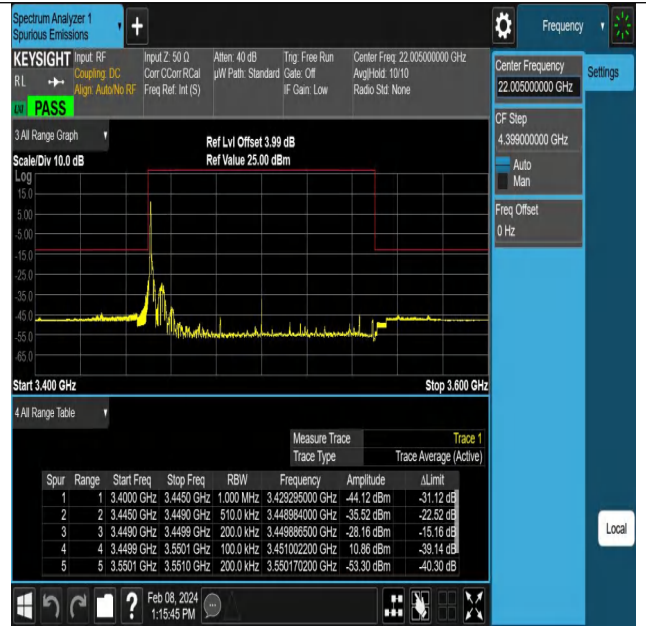 Spectrum Analyzer 1
Spurious Emissions
Frequency
KEYSIGHT
RL
Input: RF
Coupling: DC
Align: Auto/No RF
Input Z: 50 Ω
Corr CCorr RCal
Freq Ref: Int (S)
Atten: 40 dB
µW Path: Standard
Trig: Free Run
Gate: Off
IF Gain: Low
Center Freq: 22.005000000 GHz
Avg|Hold: 10/10
Radio Std: None
LXI
PASS
Center Frequency
22.005000000 GHz
Settings
CF Step
4.399000000 GHz
Auto
Man
Freq Offset
0 Hz
Local
3 All Range Graph
Scale/Div 10.0 dB
Ref Lvl Offset 3.99 dB
Ref Value 25.00 dBm
Log
15.0
5.00
-5.00
-15.0
-25.0
-35.0
-45.0
-55.0
-65.0
Start 3.400 GHz
Stop 3.600 GHz
4 All Range Table
Measure Trace Trace 1
Trace Type Trace Average (Active)
Spur Range Start Freq Stop Freq RBW Frequency Amplitude ΔLimit
1 1 3.4000 GHz 3.4450 GHz 1.000 MHz 3.429295000 GHz -44.12 dBm -31.12 dB
2 2 3.4450 GHz 3.4490 GHz 510.0 kHz 3.448984000 GHz -35.52 dBm -22.52 dB
3 3 3.4490 GHz 3.4499 GHz 200.0 kHz 3.449886500 GHz -28.16 dBm -15.16 dB
4 4 3.4499 GHz 3.5501 GHz 100.0 kHz 3.451002200 GHz 10.86 dBm -39.14 dB
5 5 3.5501 GHz 3.5510 GHz 200.0 kHz 3.550170200 GHz -53.30 dBm -40.30 dB
?
Feb 08, 2024
1:15:45 PM